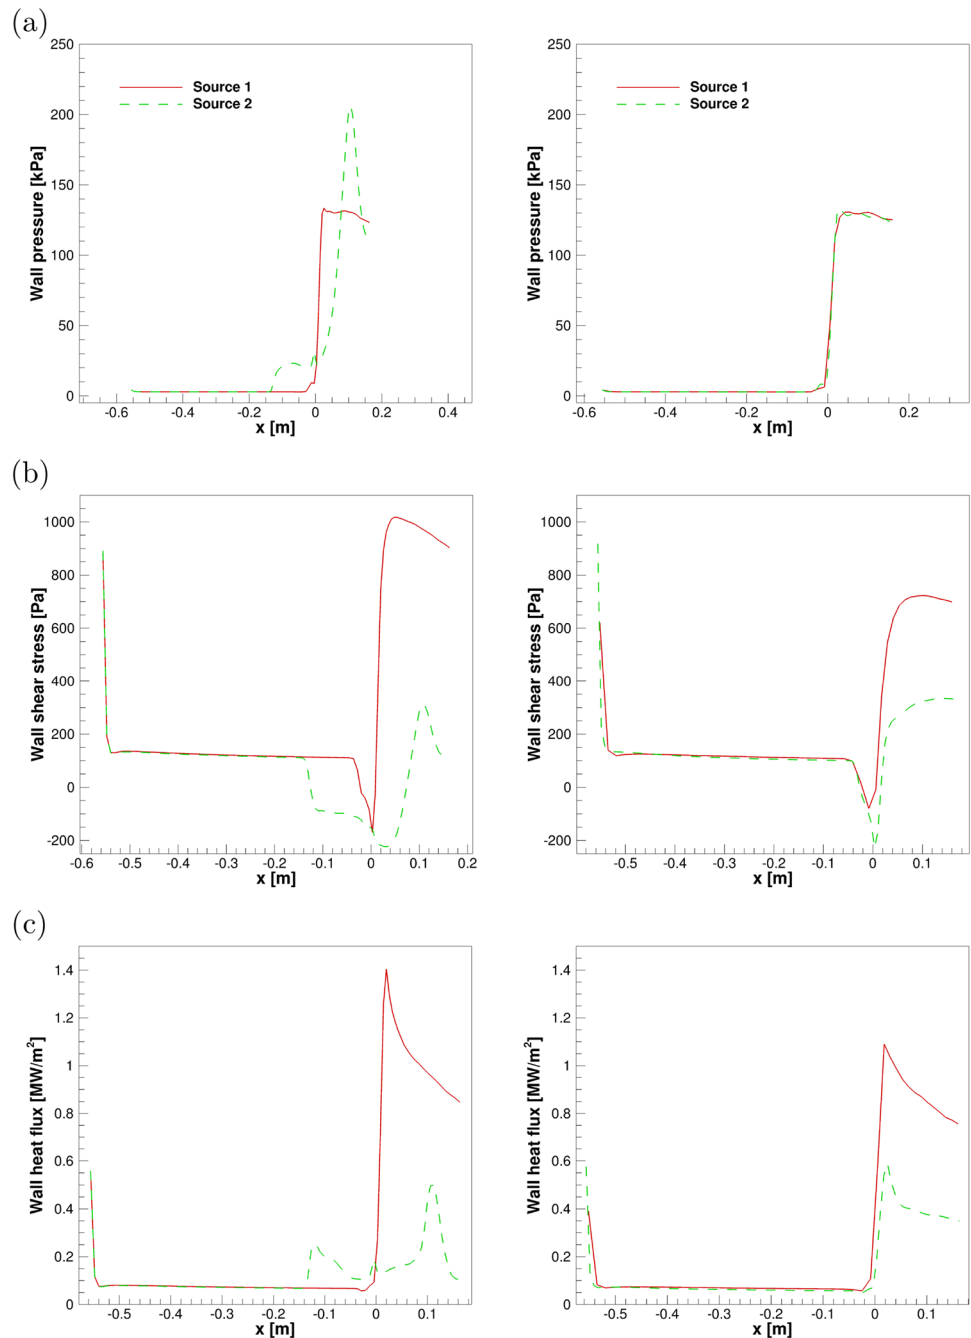 (a)
250
200
150
100
50
0
Wall pressure [kPa]
Source 1
Source 2
-0.6 -0.4 -0.2 0 0.2 0.4
x [m]
250
200
150
100
50
0
Wall pressure [kPa]
Source 1
Source 2
-0.6 -0.4 -0.2 0 0.2
x [m]
(b)
1000
800
600
400
200
0
-200
Wall shear stress [Pa]
-0.6 -0.5 -0.4 -0.3 -0.2 -0.1 0 0.1 0.2
x [m]
1000
800
600
400
200
0
-200
Wall shear stress [Pa]
-0.5 -0.4 -0.3 -0.2 -0.1 0 0.1
x [m]
(c)
1.4
1.2
1
0.8
0.6
0.4
0.2
0
Wall heat flux [MW/m²]
-0.5 -0.4 -0.3 -0.2 -0.1 0 0.1
x [m]
1.4
1.2
1
0.8
0.6
0.4
0.2
0
Wall heat flux [MW/m²]
-0.5 -0.4 -0.3 -0.2 -0.1 0 0.1
x [m]